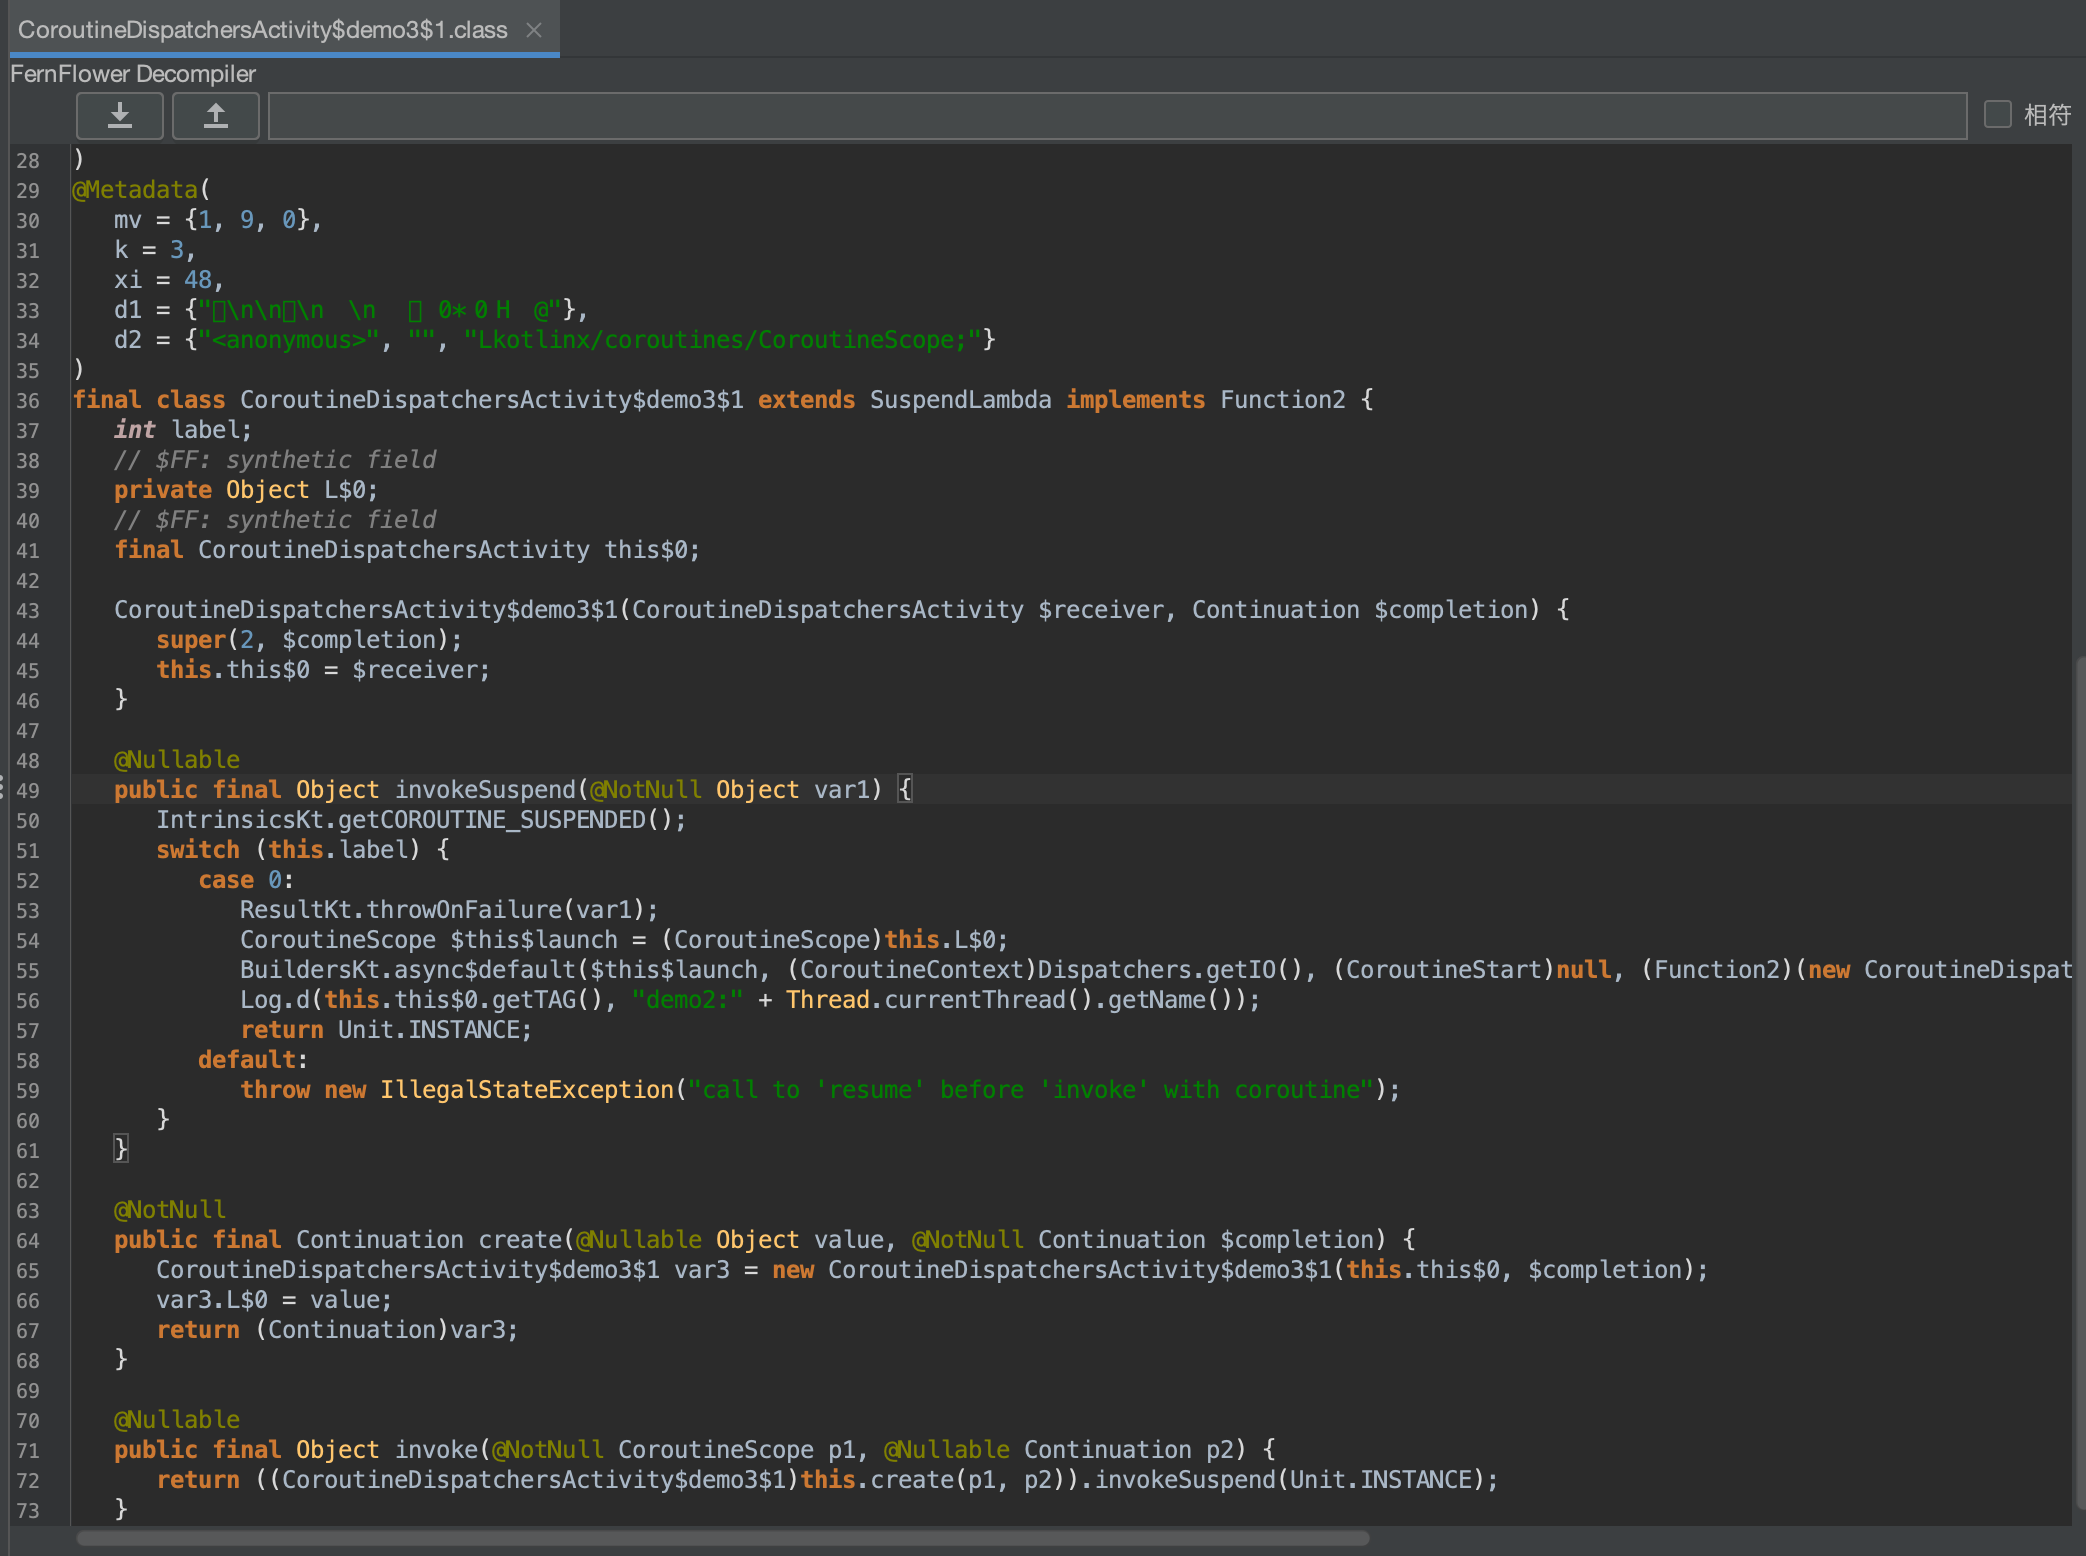 CoroutineDispatchersActivity$demo3$1.class
FernFlower Decompiler
相符
28 )
29 @Metadata(
30 mv = {1, 9, 0},
31 k = 3,
32 xi = 48,
33 d1 = {"\n\n\n \n 0* 0 H @"},
34 d2 = {"<anonymous>", "", "Lkotlinx/coroutines/CoroutineScope;"}
35 )
36 final class CoroutineDispatchersActivity$demo3$1 extends SuspendLambda implements Function2 {
37 int label;
38 // $FF: synthetic field
39 private Object L$0;
40 // $FF: synthetic field
41 final CoroutineDispatchersActivity this$0;
42
43 CoroutineDispatchersActivity$demo3$1(CoroutineDispatchersActivity $receiver, Continuation $completion) {
44 super(2, $completion);
45 this.this$0 = $receiver;
46 }
47
48 @Nullable
49 public final Object invokeSuspend(@NotNull Object var1) {
50 IntrinsicsKt.getCOROUTINE_SUSPENDED();
51 switch (this.label) {
52 case 0:
53 ResultKt.throwOnFailure(var1);
54 CoroutineScope $this$launch = (CoroutineScope)this.L$0;
55 BuildersKt.async$default($this$launch, (CoroutineContext)Dispatchers.getIO(), (CoroutineStart)null, (Function2)(new CoroutineDispat
56 Log.d(this.this$0.getTAG(), "demo2:" + Thread.currentThread().getName());
57 return Unit.INSTANCE;
58 default:
59 throw new IllegalStateException("call to 'resume' before 'invoke' with coroutine");
60 }
61 }
62
63 @NotNull
64 public final Continuation create(@Nullable Object value, @NotNull Continuation $completion) {
65 CoroutineDispatchersActivity$demo3$1 var3 = new CoroutineDispatchersActivity$demo3$1(this.this$0, $completion);
66 var3.L$0 = value;
67 return (Continuation)var3;
68 }
69
70 @Nullable
71 public final Object invoke(@NotNull CoroutineScope p1, @Nullable Continuation p2) {
72 return ((CoroutineDispatchersActivity$demo3$1)this.create(p1, p2)).invokeSuspend(Unit.INSTANCE);
73 }